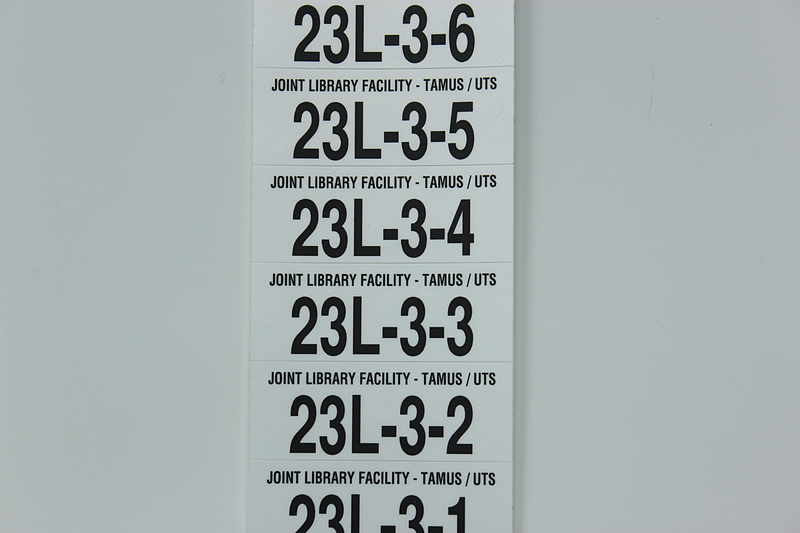 23L-3-6
JOINT LIBRARY FACILITY - TAMUS / UTS
23L-3-5
JOINT LIBRARY FACILITY - TAMUS / UTS
23L-3-4
JOINT LIBRARY FACILITY - TAMUS / UTS
23L-3-3
JOINT LIBRARY FACILITY - TAMUS / UTS
23L-3-2
JOINT LIBRARY FACILITY - TAMUS / UTS
23L-3-1